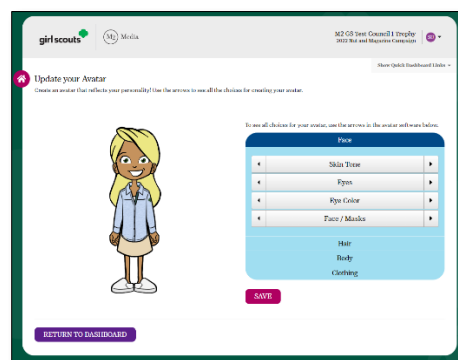 girl scouts
M2 Media
M2 GS Test Council 1 Trophy
2022 Nut and Magazine Campaign
Show Quick Dashboard Links
Update your Avatar
Create an avatar that reflects your personality! Use the arrows to see all the choices for creating your avatar.
To see all choices for your avatar, use the arrows in the avatar software below.
Face
Skin Tone
Eyes
Eye Color
Face / Masks
Hair
Body
Clothing
SAVE
RETURN TO DASHBOARD